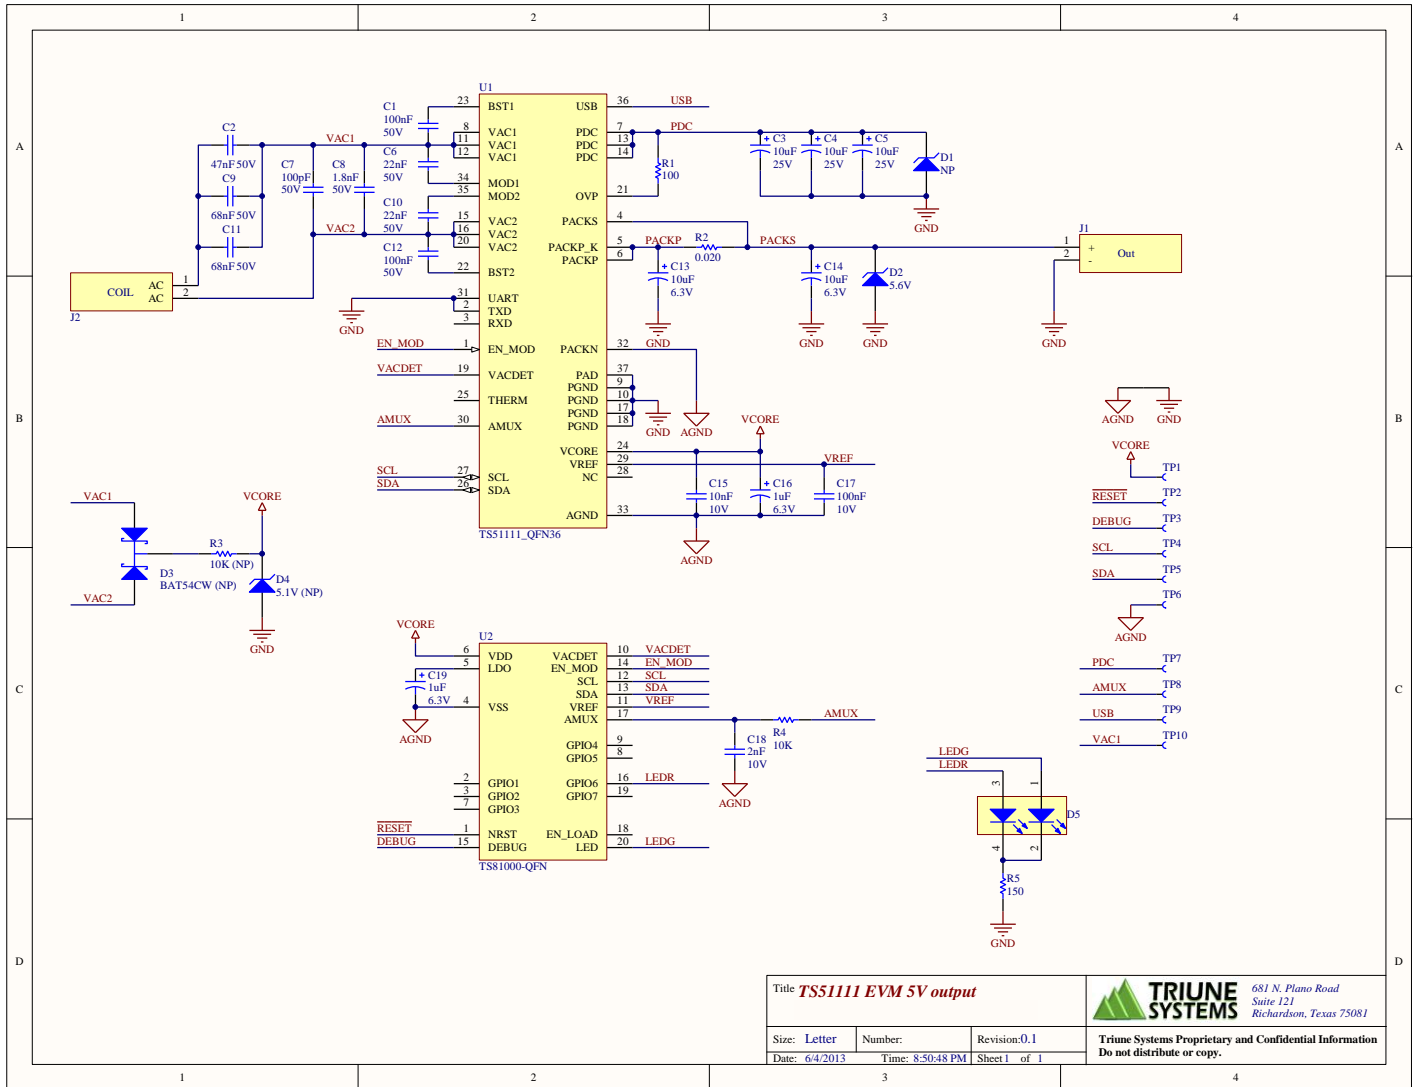 1 2 3 4
A A
B B
C C
D D
1 2 3 4
U1
BST1
VAC1
VAC1
VAC1
MOD1
MOD2
VAC2
VAC2
VAC2
BST2
UART
TXD
RXD
EN_MOD
VACDET
THERM
AMUX
SCL
SDA
23
8
11
12
34
35
15
16
20
22
31
2
3
1
19
25
30
27
26
USB
PDC
PDC
PDC
OVP
PACKS
PACKP_K
PACKP
PACKN
PAD
PGND
PGND
PGND
PGND
VCORE
VREF
NC
AGND
36
7
13
14
21
4
5
6
32
37
9
10
17
18
24
29
28
33
TS51111_QFN36
C1
100nF
50V
C6
22nF
50V
C10
22nF
50V
C12
100nF
50V
C2
47nF 50V
C9
68nF 50V
C11
68nF 50V
C7
100pF
50V
C8
1.8nF
50V
VAC1
VAC2
COIL
AC
AC
1
2
J2
GND
EN_MOD
VACDET
AMUX
SCL
SDA
USB
PDC
R1
100
+ C3
10uF
25V
+ C4
10uF
25V
+ C5
10uF
25V
D1
NP
GND
PACKP
R2
0.020
PACKS
+ C13
10uF
6.3V
GND
+ C14
10uF
6.3V
GND
D2
5.6V
GND
J1
1
2
+
-
Out
GND
GND
AGND
VCORE
VREF
C15
10nF
10V
+ C16
1uF
6.3V
C17
100nF
10V
AGND
AGND
GND
VCORE
TP1
RESET
TP2
DEBUG
TP3
SCL
TP4
SDA
TP5
TP6
AGND
PDC
TP7
AMUX
TP8
USB
TP9
VAC1
TP10
VAC1
VAC2
D3
BAT54CW (NP)
R3
10K (NP)
VCORE
D4
5.1V (NP)
GND
VCORE
+ C19
1uF
6.3V
AGND
U2
6
5
4
2
3
7
1
15
VDD
LDO
VSS
GPIO1
GPIO2
GPIO3
NRST
DEBUG
RESET
DEBUG
VACDET
EN_MOD
SCL
SDA
VREF
AMUX
GPIO4
GPIO5
GPIO6
GPIO7
EN_LOAD
LED
10
14
12
13
11
17
9
8
16
19
18
20
VACDET
EN_MOD
SCL
SDA
VREF
LEDR
LEDG
TS81000-QFN
C18
2nF
10V
AGND
R4
10K
AMUX
LEDG
LEDR
3
1
D5
4
2
R5
150
GND
Title TS51111 EVM 5V output
Size: Letter Number: Revision:0.1
Date: 6/4/2013 Time: 8:50:48 PM Sheet 1 of 1
TRIUNE
SYSTEMS
681 N. Plano Road
Suite 121
Richardson, Texas 75081
Triune Systems Proprietary and Confidential Information
Do not distribute or copy.